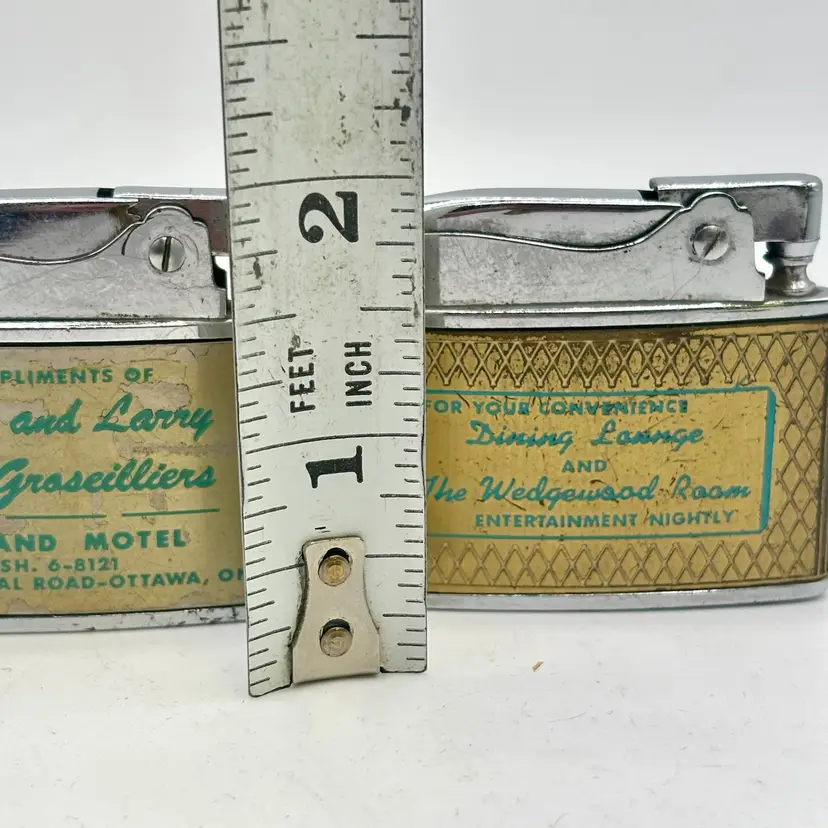 PLIMENTS OF
and Larry
Groseilliers
AND MOTEL
SH. 6-8121
AL ROAD-OTTAWA, ON
2
FEET
INCH
1
FOR YOUR CONVENIENCE
Dining Lounge
AND
The Wedgewood Room
ENTERTAINMENT NIGHTLY